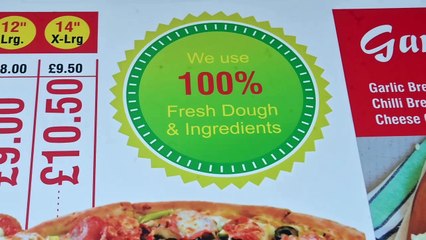 12" 14"
Lrg. X-Lrg
8.00 £9.50
£9.00 £10.50
We use
100%
Fresh Dough
& Ingredients
Gar
Garlic Bre
Chilli Bre
Cheese